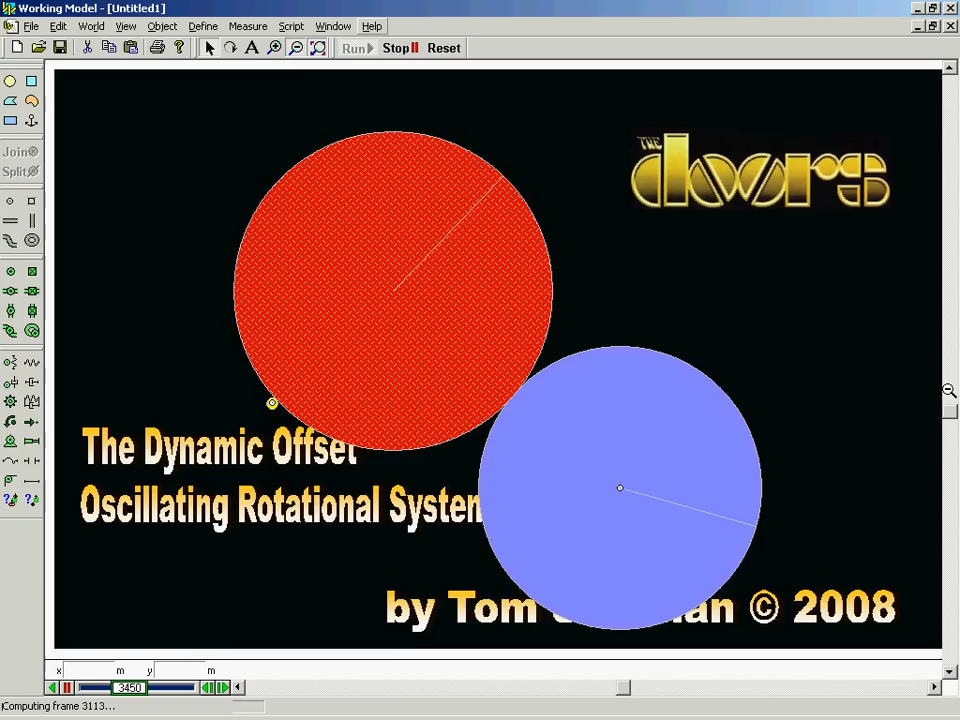 Working Model - [Untitled1]
File Edit World View Object Define Measure Script Window Help
Run Stop Reset
Join
Split
THE
doors
The Dynamic Offset
Oscillating Rotational System
by Tom an © 2008
x m y m
3450
Computing frame 3113...